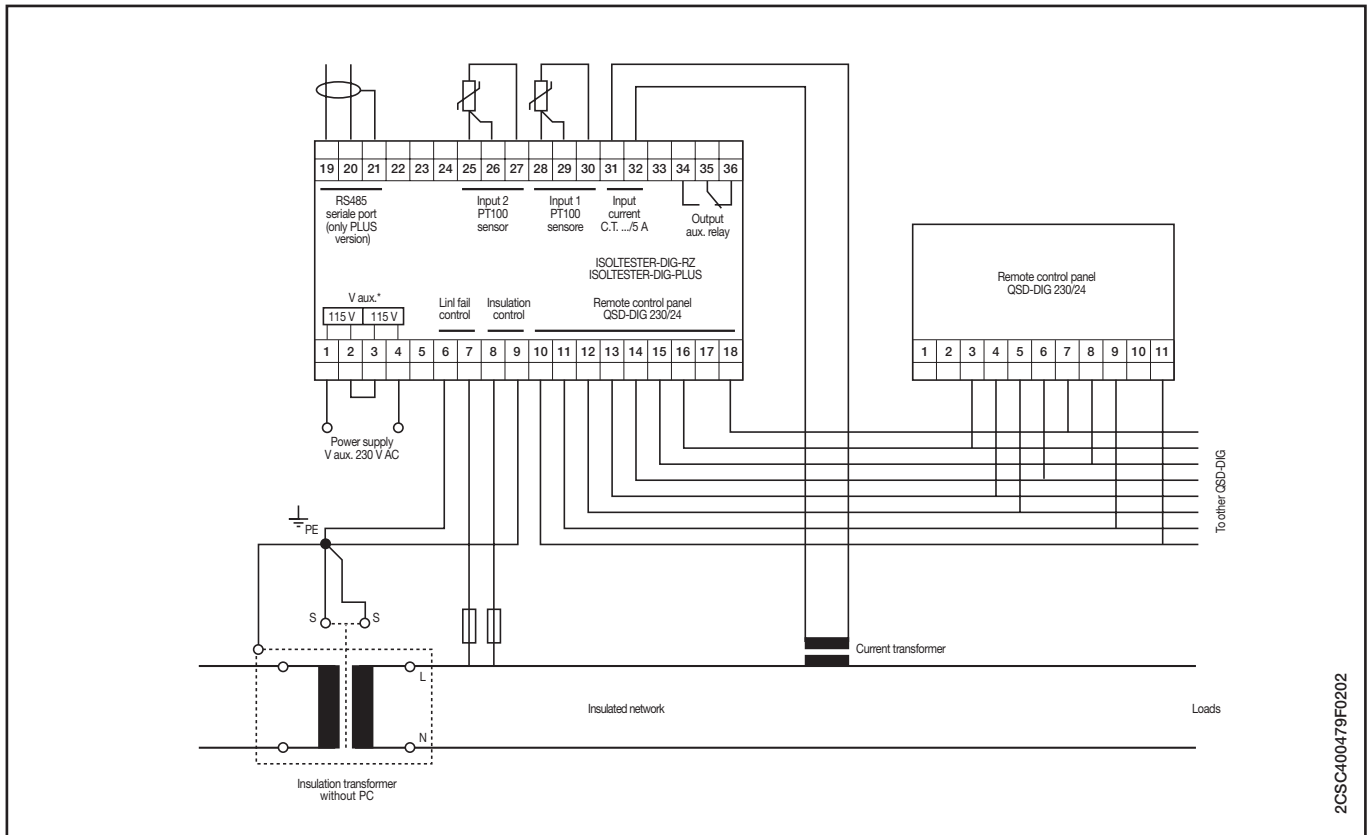 19 20 21 22 23 24 25 26 27 28 29 30 31 32 33 34 35 36
RS485
seriale port
(only PLUS
version)
Input 2
PT100
sensor
Input 1
PT100
sensore
Input
current
C.T. .../5 A
Output
aux. relay
ISOLTESTER-DIG-RZ
ISOLTESTER-DIG-PLUS
V aux.*
115 V 115 V
Linl fail
control
Insulation
control
Remote control panel
QSD-DIG 230/24
1 2 3 4 5 6 7 8 9 10 11 12 13 14 15 16 17 18
Power supply
V aux. 230 V AC
Remote control panel
QSD-DIG 230/24
1 2 3 4 5 6 7 8 9 10 11
To other QSD-DIG
PE
S S
L
N
Current transformer
Insulated network
Loads
Insulation transformer
without PC
2CSC400479F0202